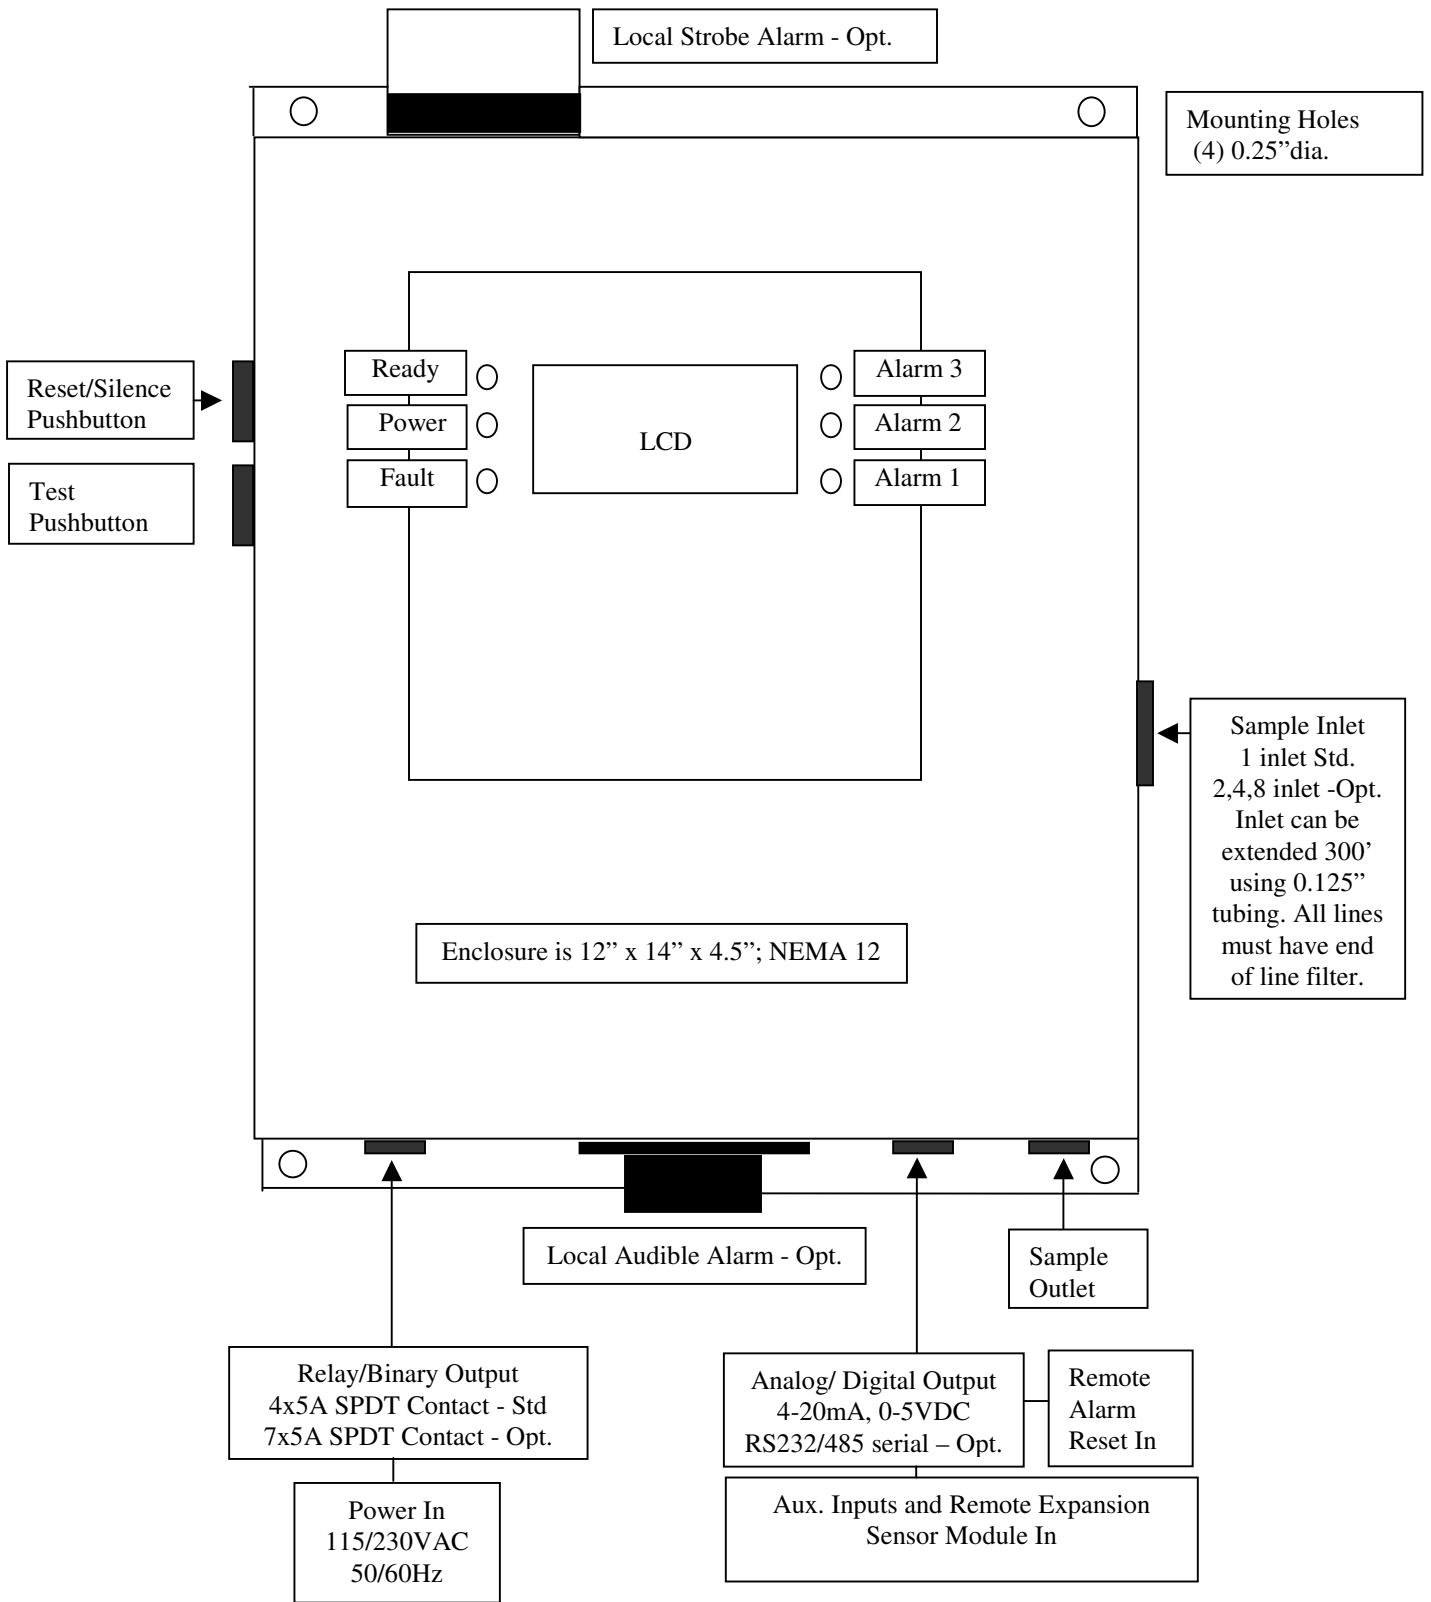 Local Strobe Alarm - Opt.
Mounting Holes
(4) 0.25”dia.
Reset/Silence
Pushbutton
Test
Pushbutton
Ready
Power
Fault
LCD
Alarm 3
Alarm 2
Alarm 1
Sample Inlet
1 inlet Std.
2,4,8 inlet -Opt.
Inlet can be
extended 300’
using 0.125”
tubing. All lines
must have end
of line filter.
Enclosure is 12” x 14” x 4.5”; NEMA 12
Local Audible Alarm - Opt.
Sample
Outlet
Relay/Binary Output
4x5A SPDT Contact - Std
7x5A SPDT Contact - Opt.
Power In
115/230VAC
50/60Hz
Analog/ Digital Output
4-20mA, 0-5VDC
RS232/485 serial – Opt.
Remote
Alarm
Reset In
Aux. Inputs and Remote Expansion
Sensor Module In